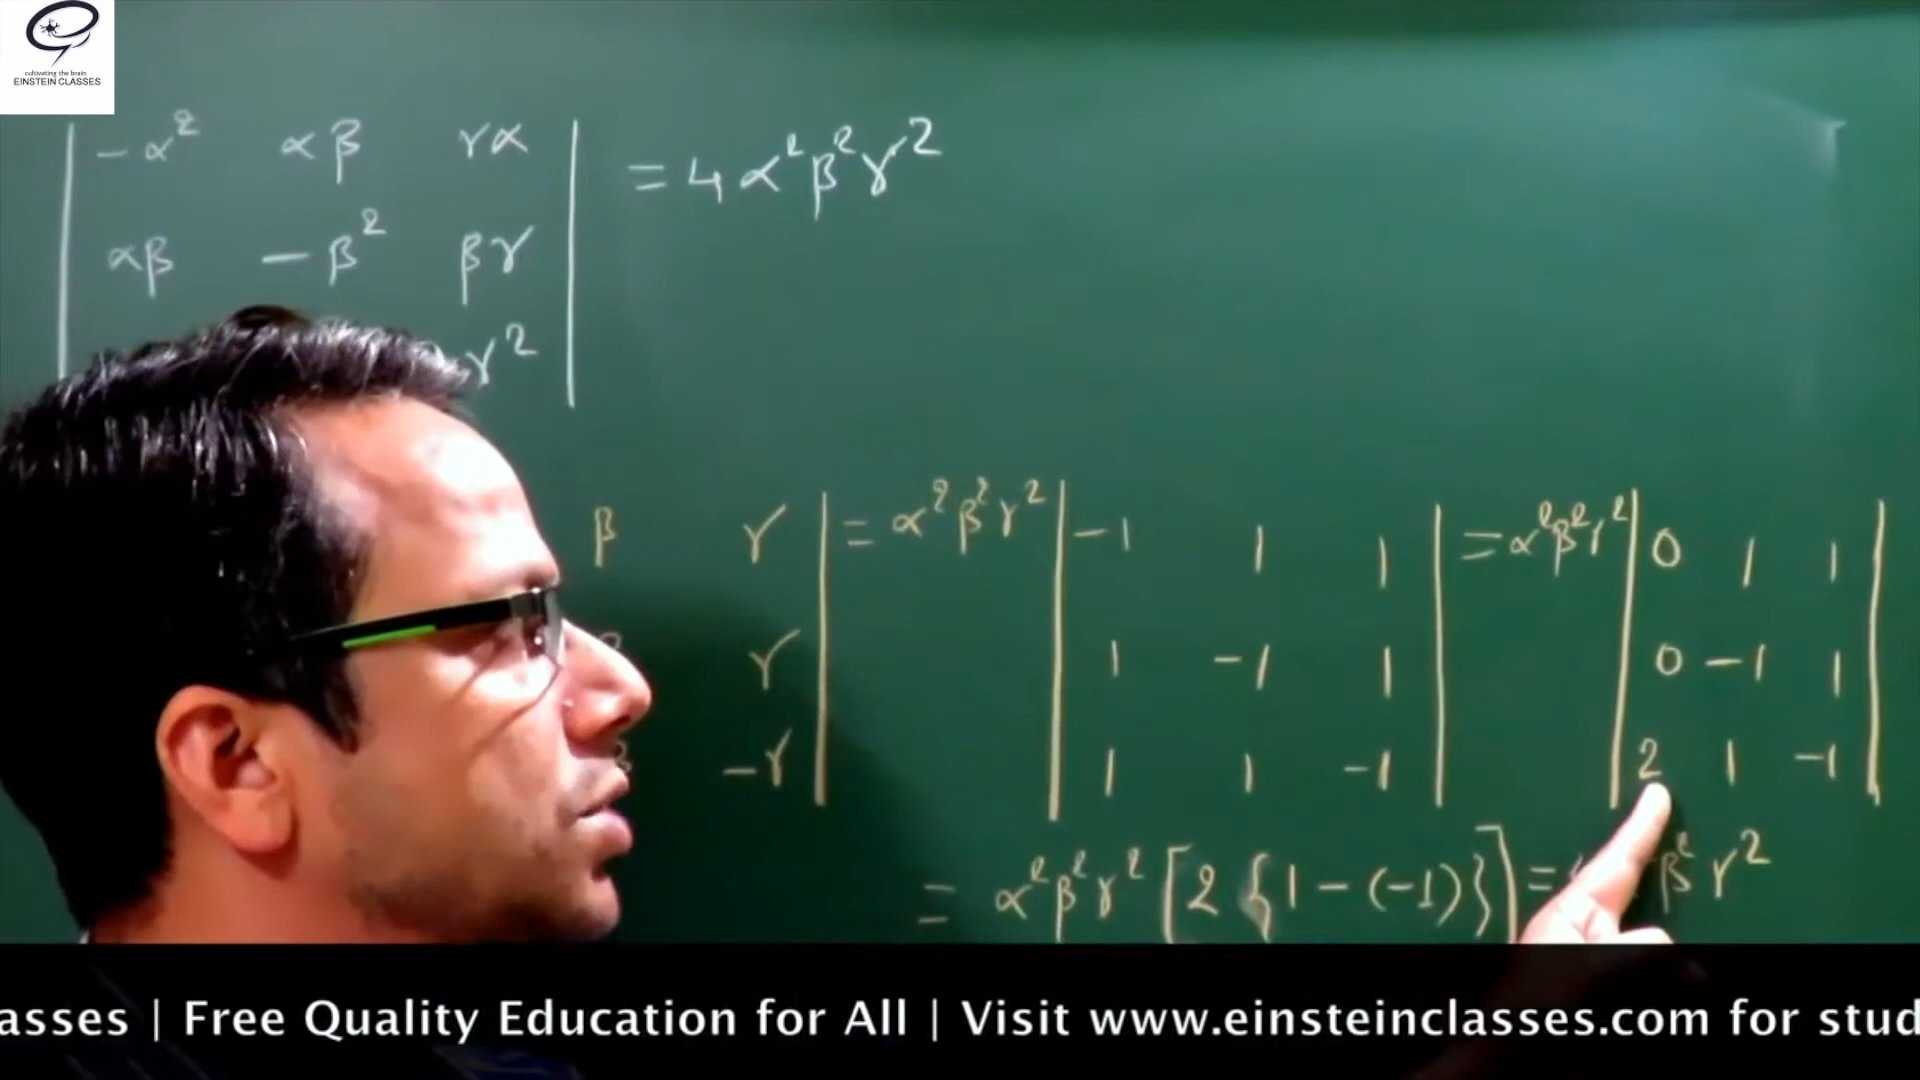 cultivating the brain
EINSTEIN CLASSES
-α² αβ γα = 4α²β²γ²
αβ -β² βγ
γ²
β γ = α²β²γ² -1 1 1 = α²β²γ² 0 1 1
γ 1 -1 1 0 -1 1
-γ 1 1 -1 2 1 -1
= α²β²γ² [2 {1 - (-1)}] = β²γ²
asses | Free Quality Education for All | Visit www.einsteinclasses.com for stud